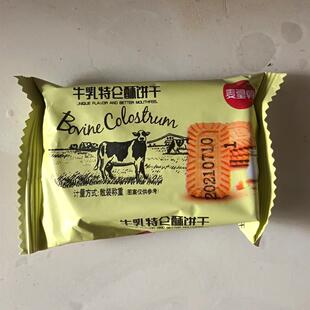 牛乳特仑酥饼干
UNIQUE FLAVOR AND BETTER MOUTHFEEL
Bovine Colostrum
20210710
1
计量方式:散装称重 (图案仅供参考)
牛乳特仑酥饼干